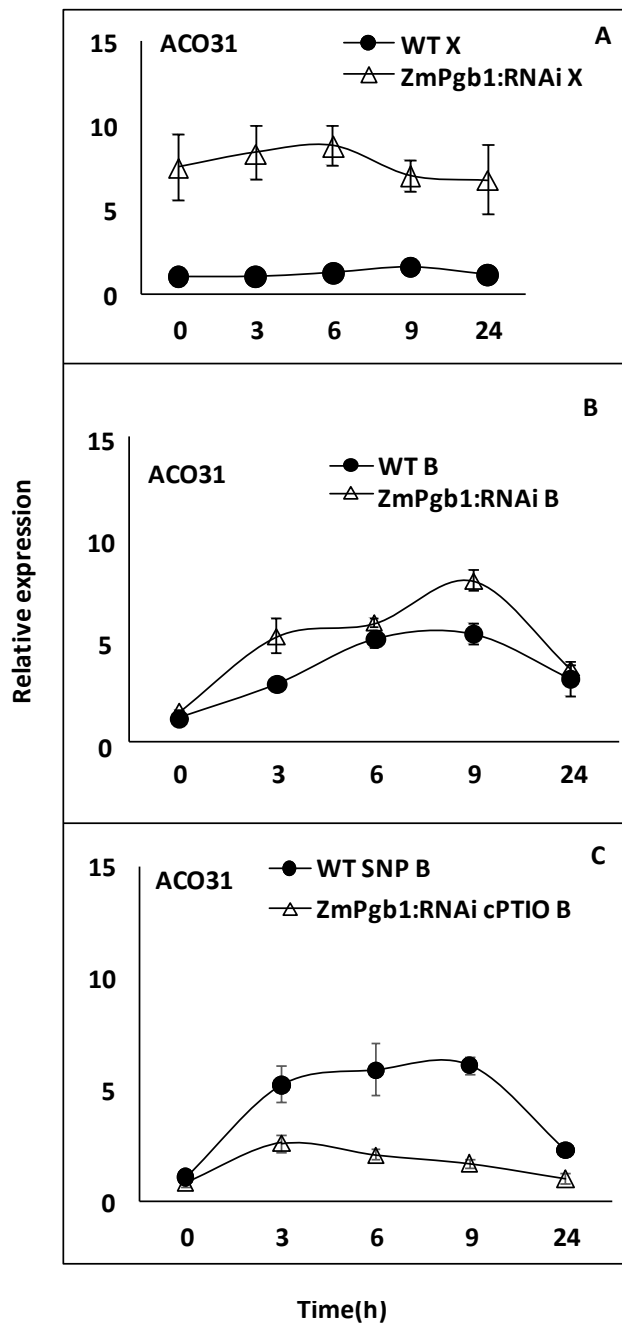 15
ACO31
WT X
A
ZmPgb1:RNAi X
10
5
0
0 3 6 9 24
B
15
WT B
ACO31
ZmPgb1:RNAi B
10
5
0
0 3 6 9 24
Relative expression
15
ACO31
WT SNP B
C
ZmPgb1:RNAi cPTIO B
10
5
0
0 3 6 9 24
Time(h)